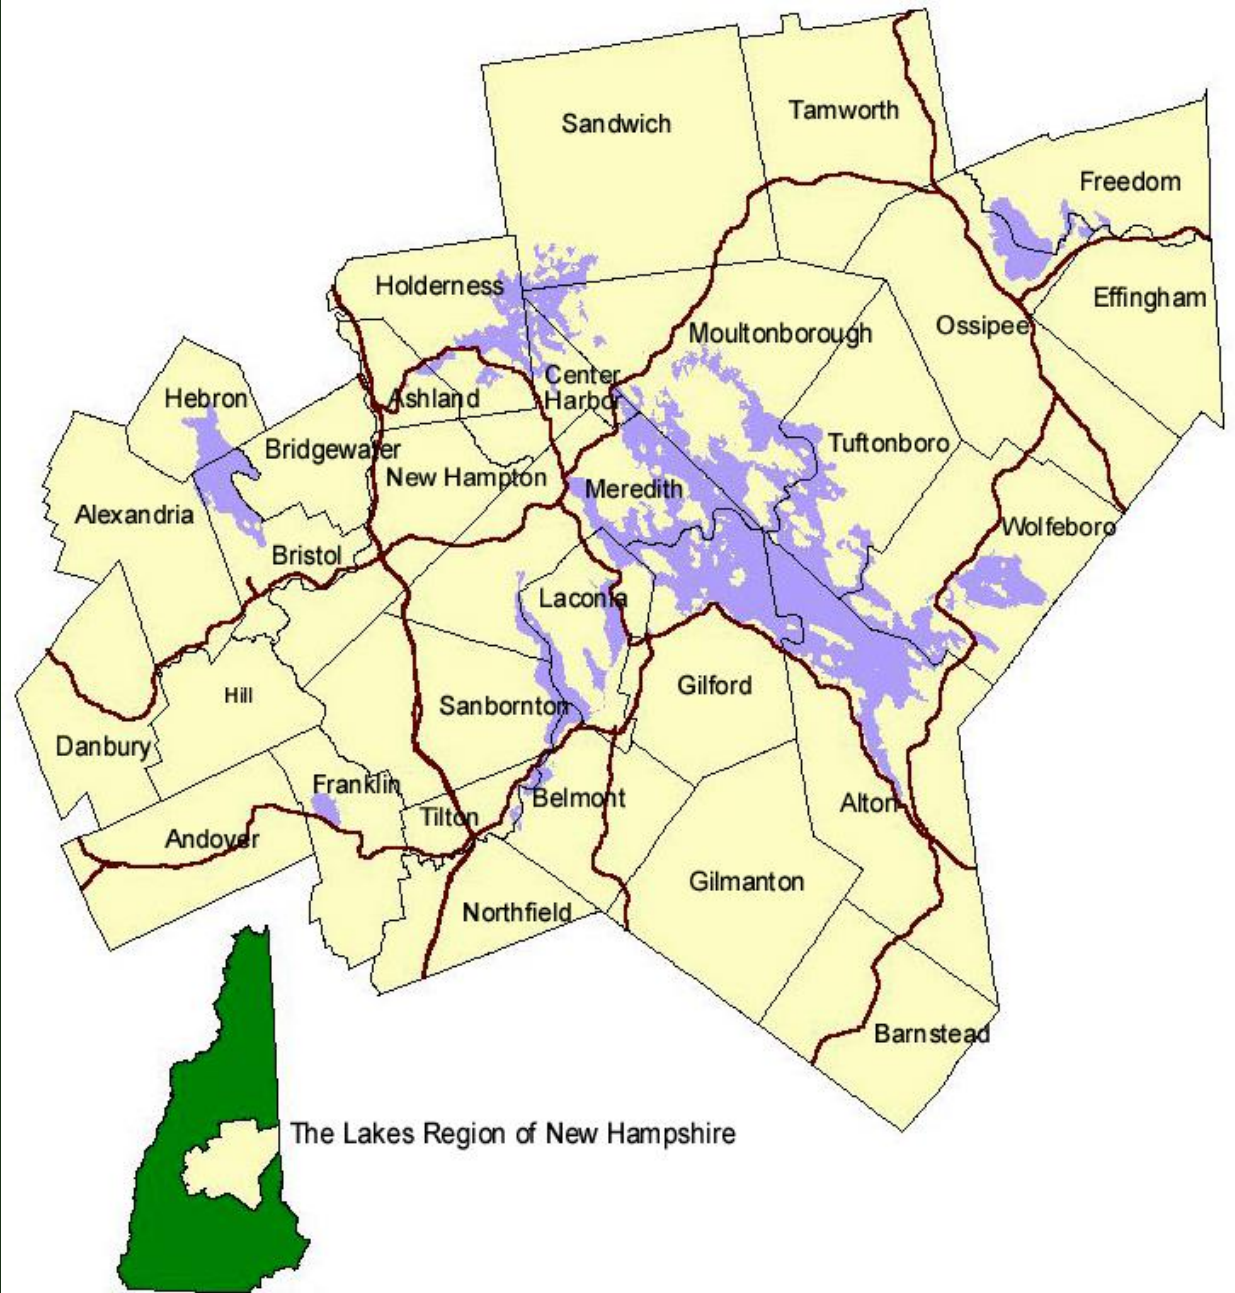 Tamworth
Sandwich
Freedom
Holderness
Effingham
Ossipee
Moultonborough
Center
Harbor
Hebron
Ashland
Tuftonboro
Bridgewater
New Hampton
Meredith
Alexandria
Wolfeboro
Bristol
Laconia
Gilford
Hill
Sanbornton
Danbury
Franklin
Belmont
Alton
Tilton
Andover
Gilmanton
Northfield
Barnstead
The Lakes Region of New Hampshire